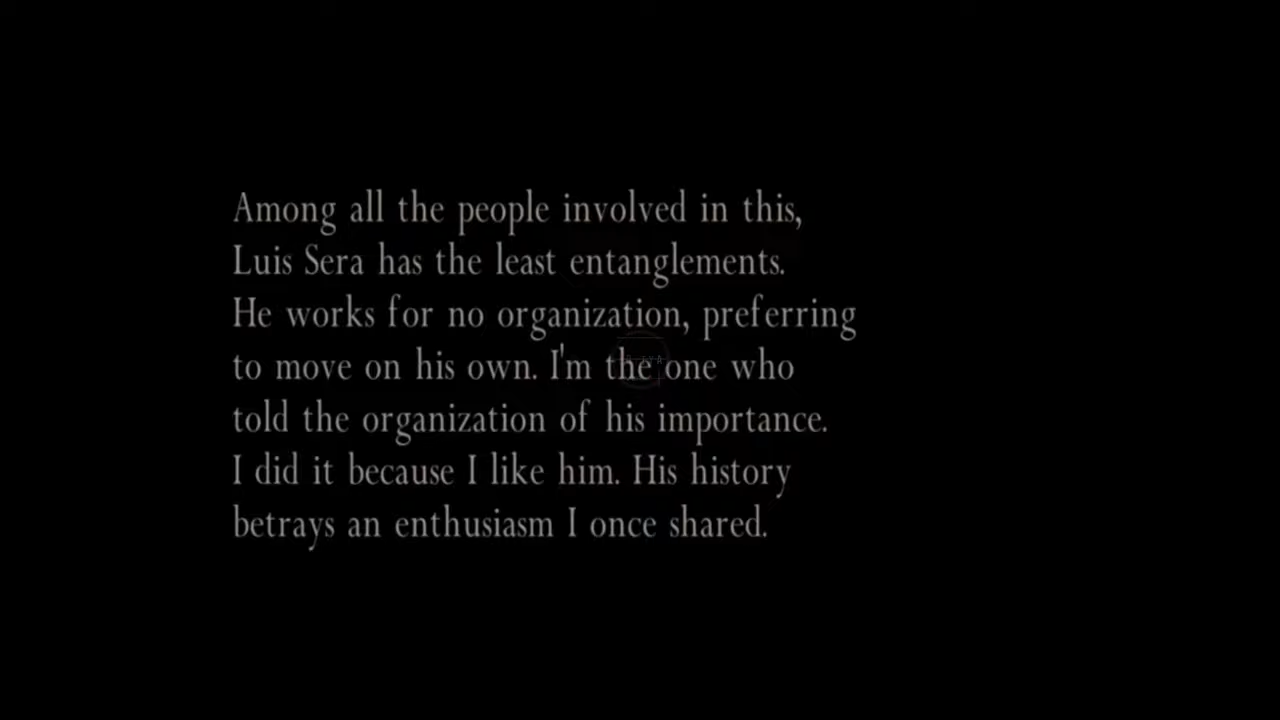 Among all the people involved in this,
Luis Sera has the least entanglements.
He works for no organization, preferring
to move on his own. I'm the one who
told the organization of his importance.
I did it because I like him. His history
betrays an enthusiasm I once shared.